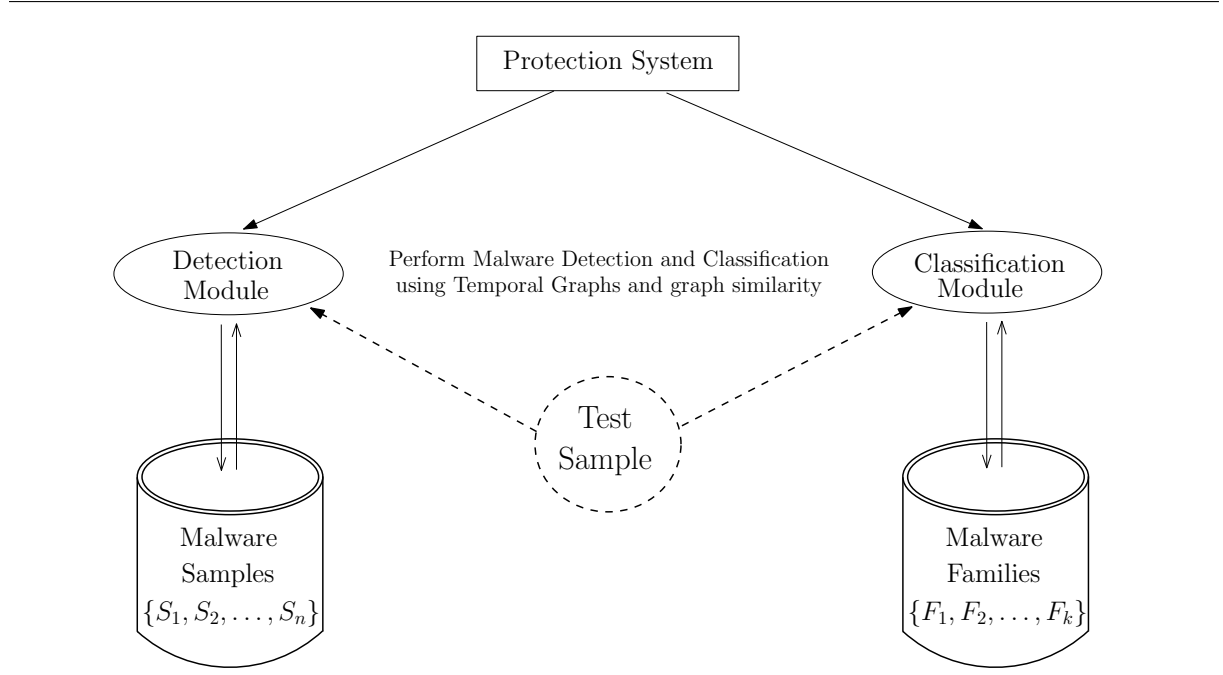 Protection System
Detection
Module
Perform Malware Detection and Classification
using Temporal Graphs and graph similarity
Classification
Module
Test
Sample
Malware
Samples
{S₁, S₂, . . . , Sₙ}
Malware
Families
{F₁, F₂, . . . , Fₖ}